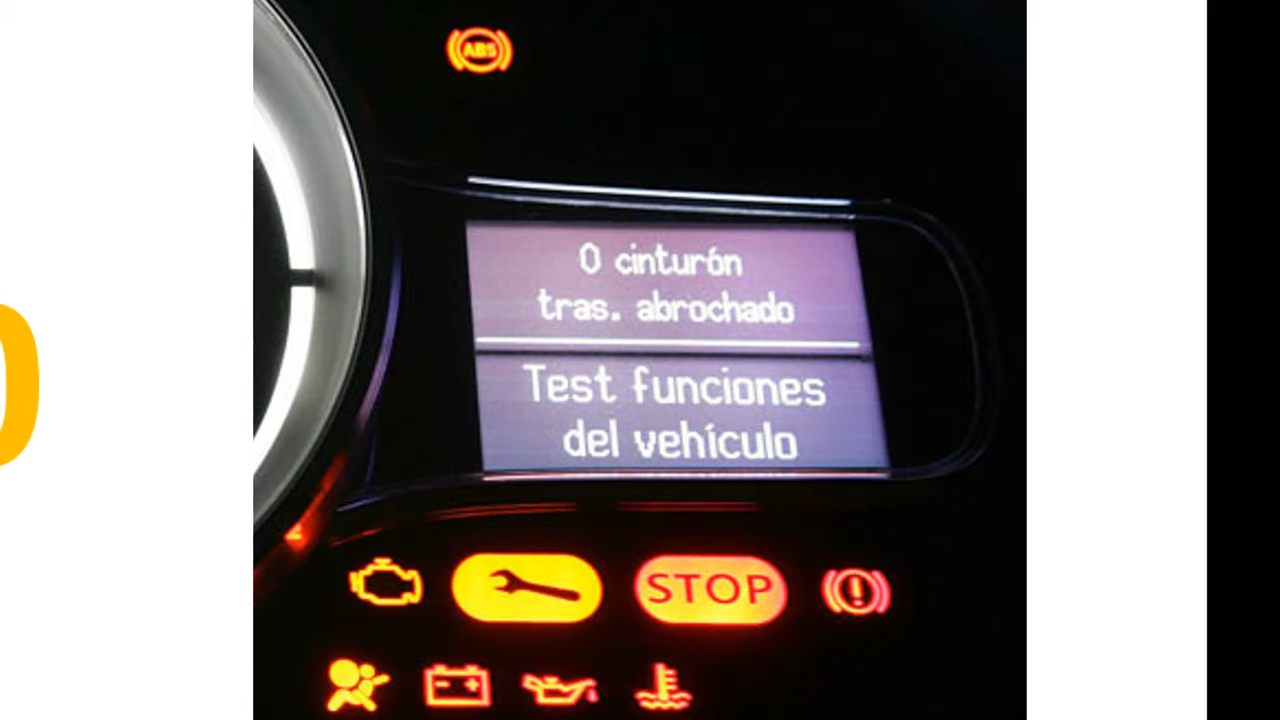 ABS
0 cinturón
tras. abrochado
Test funciones
del vehículo
STOP